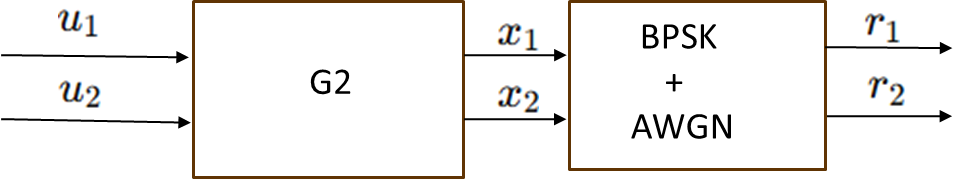 u₁
u₂
G2
x₁
x₂
BPSK
+
AWGN
r₁
r₂